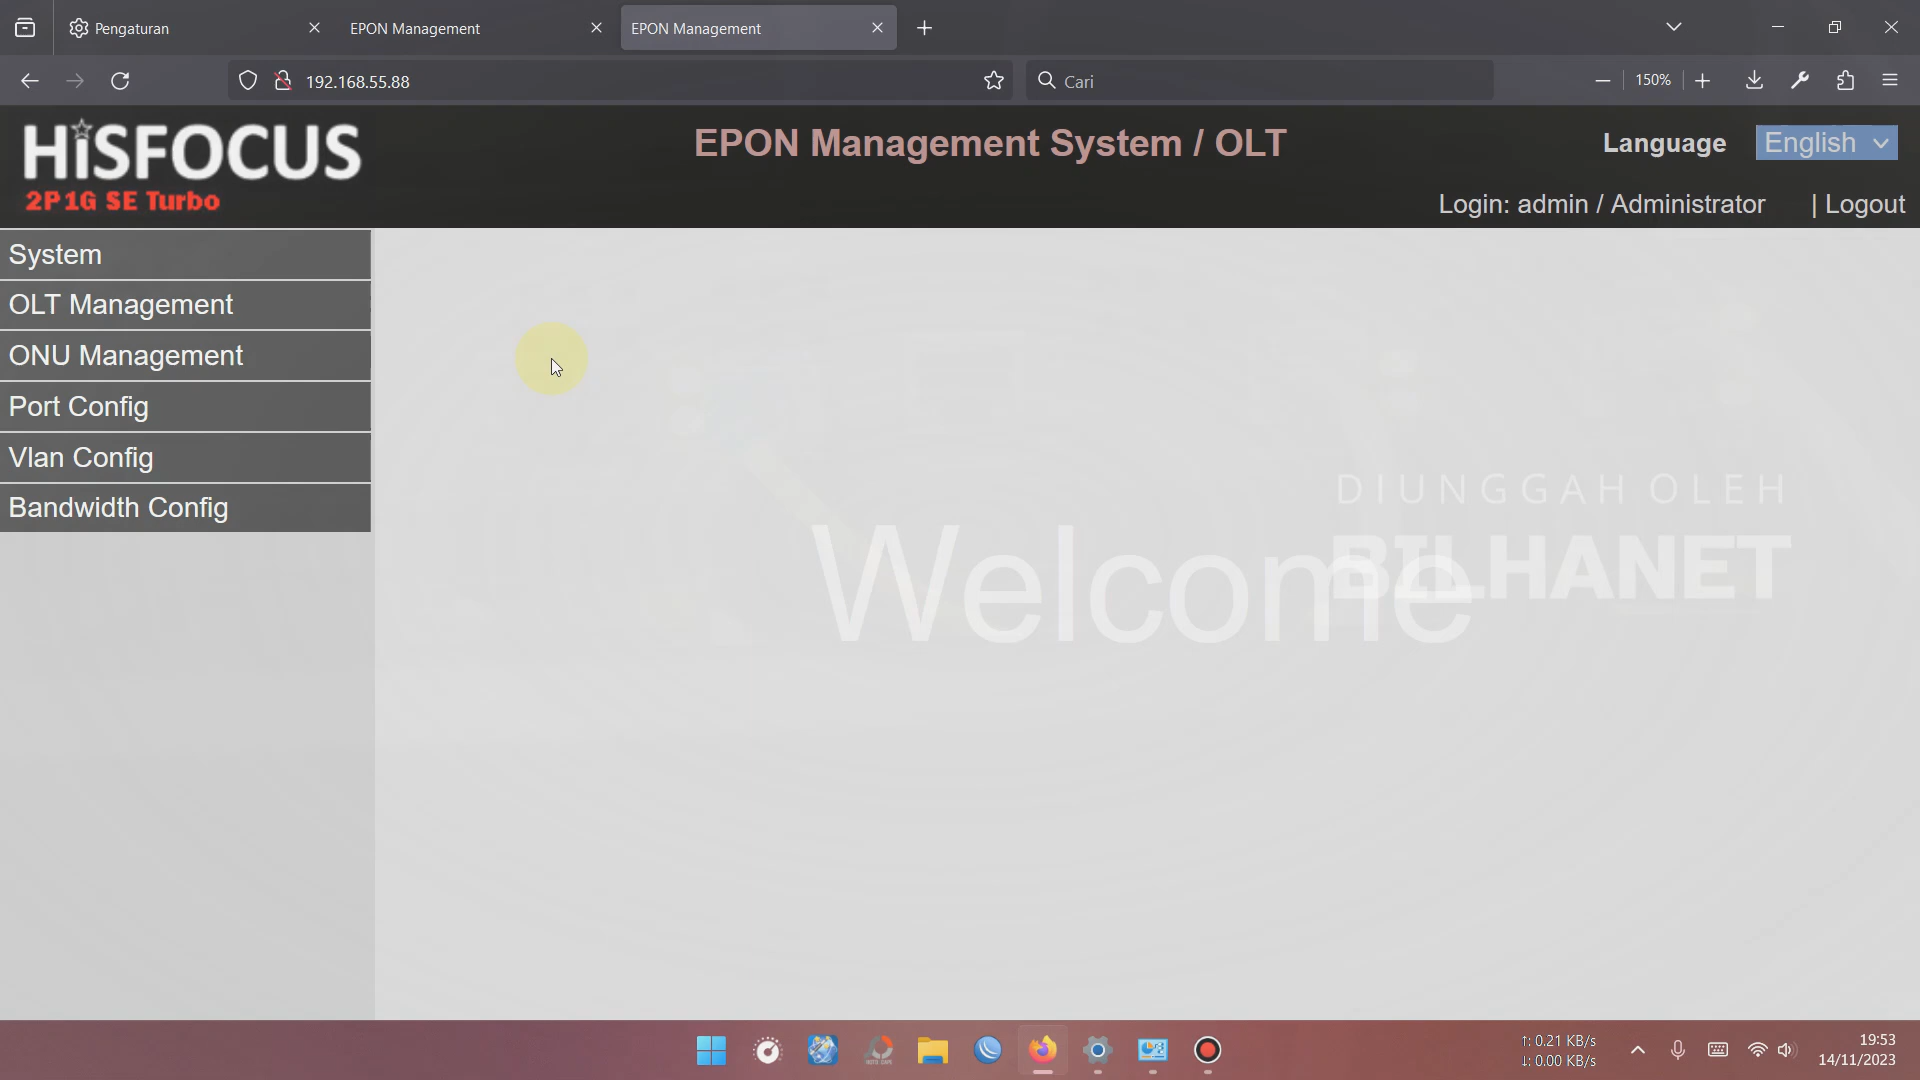 Pengaturan
EPON Management
EPON Management
192.168.55.88
Cari
150%
HiSFOCUS
2P1G SE Turbo
EPON Management System / OLT
Language English
Login: admin / Administrator | Logout
System
OLT Management
ONU Management
Port Config
Vlan Config
Bandwidth Config
DIUNGGAH OLEH
BILHANET
Welcome
↑: 0.21 KB/s
↓: 0.00 KB/s
19:53
14/11/2023